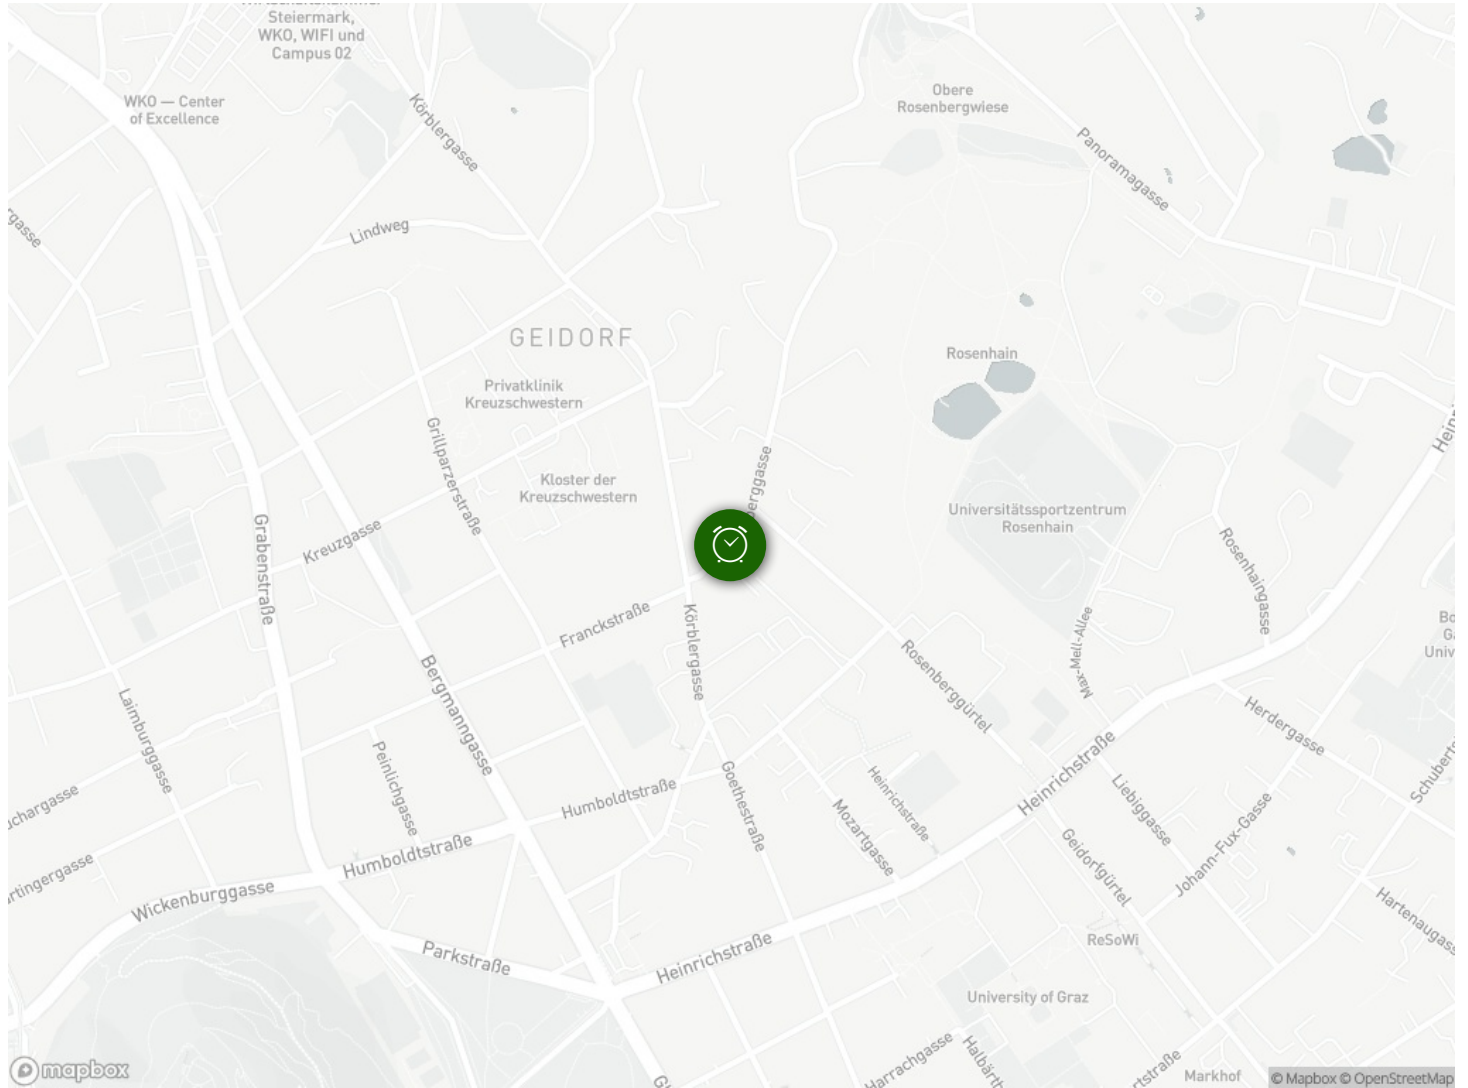 Steiermark,
WKO, WIFI und
Campus 02
WKO — Center
of Excellence
Körblergasse
Obere
Rosenbergwiese
Panoramagasse
Lindweg
GEIDORF
Privatklinik
Kreuzschwestern
Rosenhain
Grillparzerstraße
Kloster der
Kreuzschwestern
Universitätssportzentrum
Rosenhain
Kreuzgasse
Grabenstraße
Rosenhaingasse
Franckstraße
Körblergasse
Max-Mell-Allee
Rosenberggürtel
Bergmanngasse
Laimburggasse
Herdergasse
Peinlichgasse
Heinrichstraße
Goethestraße
Heinrichstraße
Liebiggasse
Humboldtstraße
Mozartgasse
Johann-Fux-Gasse
Humboldtstraße
Geidorfgürtel
Wickenburggasse
Parkstraße
Heinrichstraße
ReSoWi
University of Graz
Harrachgasse
Markhof
mapbox
© Mapbox © OpenStreetMap